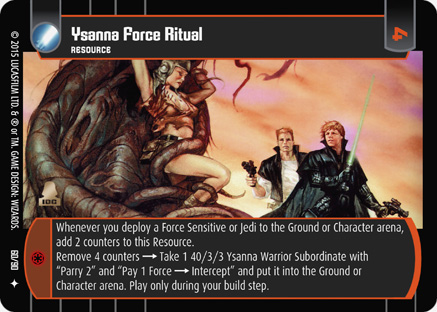 Ysanna Force Ritual
RESOURCE
4
© 2015 LUCASFILM LTD. & ® or TM. GAME DESIGN: WIZARDS.
Whenever you deploy a Force Sensitive or Jedi to the Ground or Character arena,
add 2 counters to this Resource.
Remove 4 counters → Take 1 40/3/3 Ysanna Warrior Subordinate with
“Parry 2” and “Pay 1 Force → Intercept” and put it into the Ground or
Character arena. Play only during your build step.